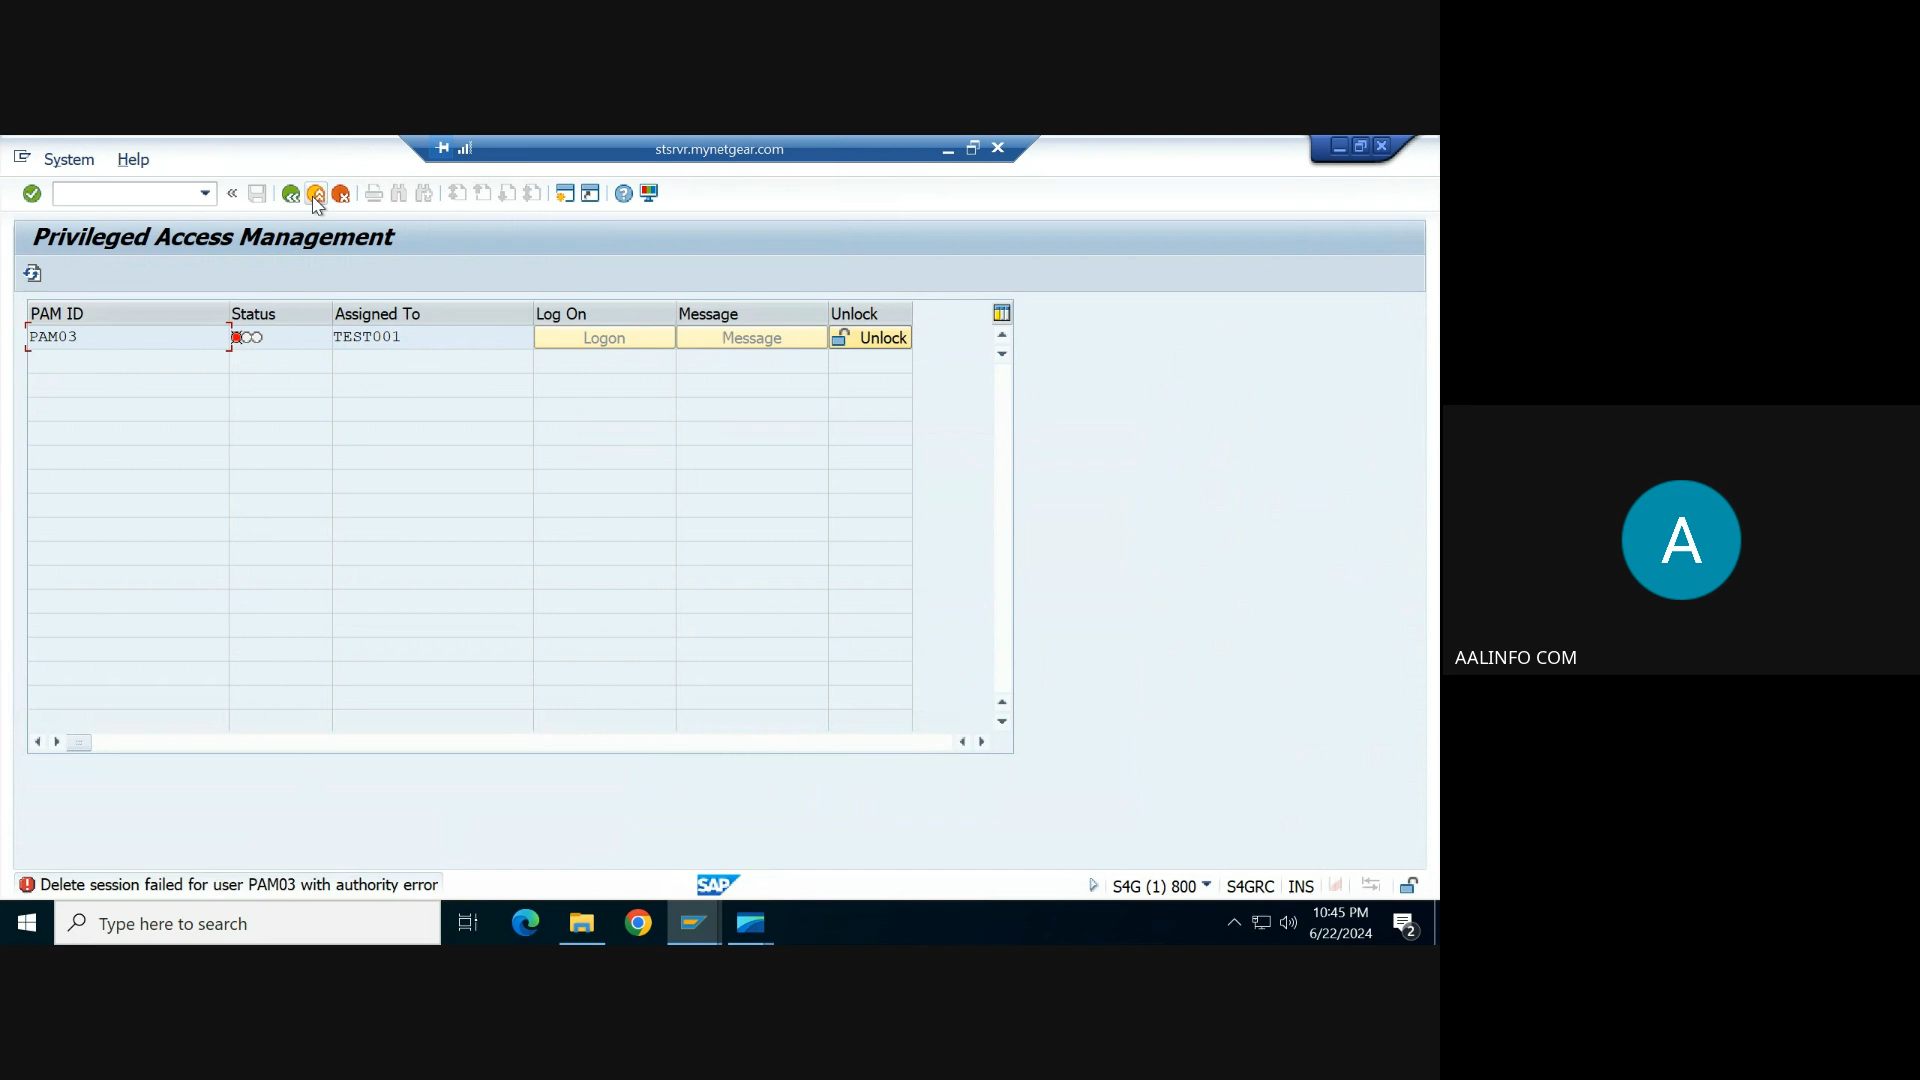 System Help
stsrvr.mynetgear.com
Privileged Access Management
PAM ID Status Assigned To Log On Message Unlock
PAM03 TEST001 Logon Message Unlock
A
AALINFO COM
Delete session failed for user PAM03 with authority error
SAP
S4G (1) 800 S4GRC INS
Type here to search
10:45 PM
6/22/2024
2